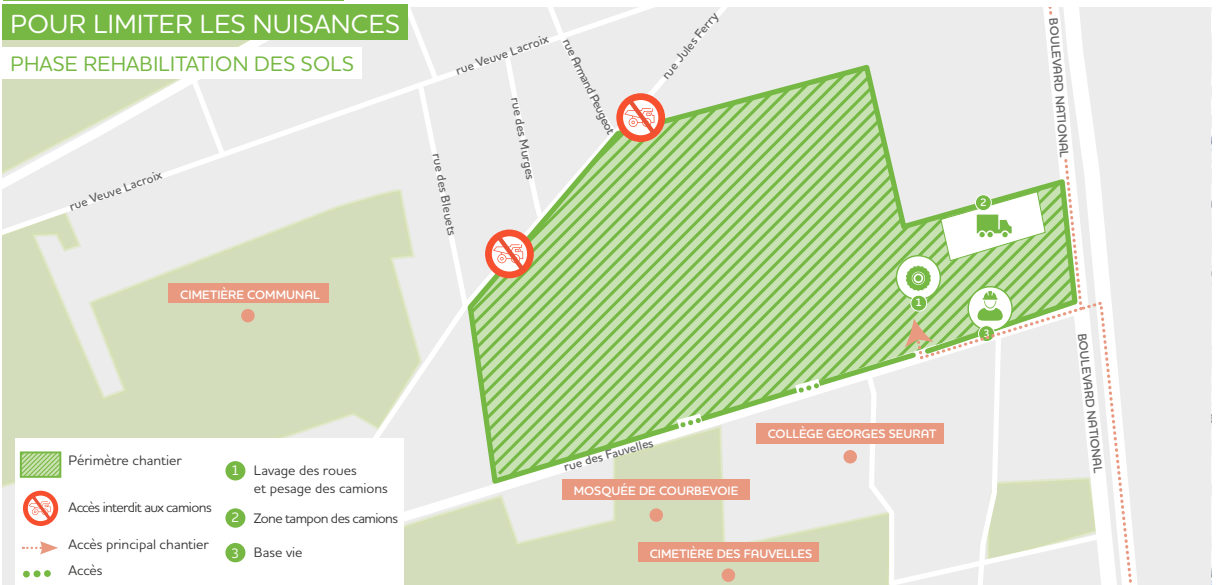 POUR LIMITER LES NUISANCES
PHASE REHABILITATION DES SOLS
rue Veuve Lacroix
rue Armand Peugeot
rue Jules Ferry
BOULEVARD NATIONAL
rue des Murges
rue des Bleuets
rue Veuve Lacroix
2
CIMETIÈRE COMMUNAL
1
3
BOULEVARD NATIONAL
COLLÈGE GEORGES SEURAT
rue des Fauvelles
MOSQUÉE DE COURBEVOIE
CIMETIÈRE DES FAUVELLES
Périmètre chantier
Accès interdit aux camions
Accès principal chantier
Accès
1 Lavage des roues
et pesage des camions
2 Zone tampon des camions
3 Base vie